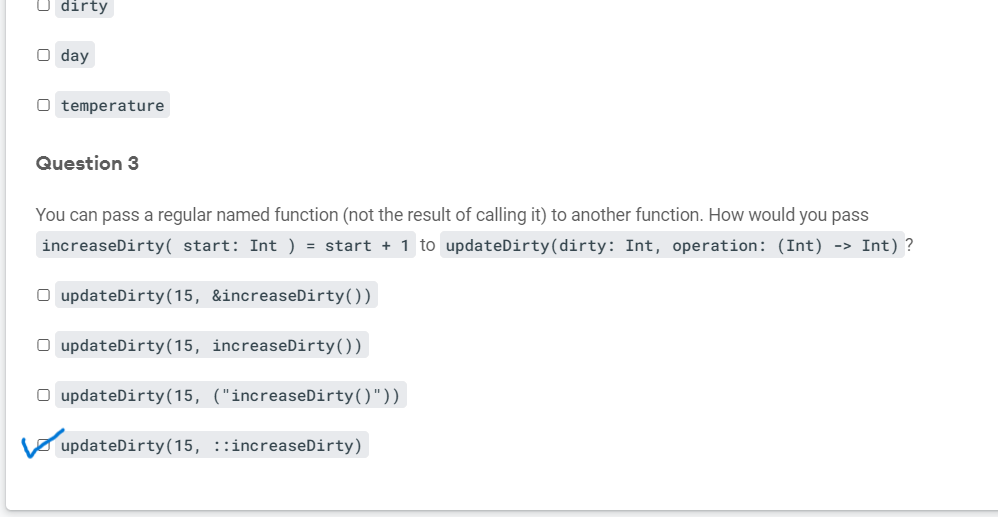 dirty
day
temperature
Question 3
You can pass a regular named function (not the result of calling it) to another function. How would you pass
increaseDirty( start: Int ) = start + 1 to updateDirty(dirty: Int, operation: (Int) -> Int)?
updateDirty(15, &increaseDirty())
updateDirty(15, increaseDirty())
updateDirty(15, ("increaseDirty()"))
updateDirty(15, ::increaseDirty)